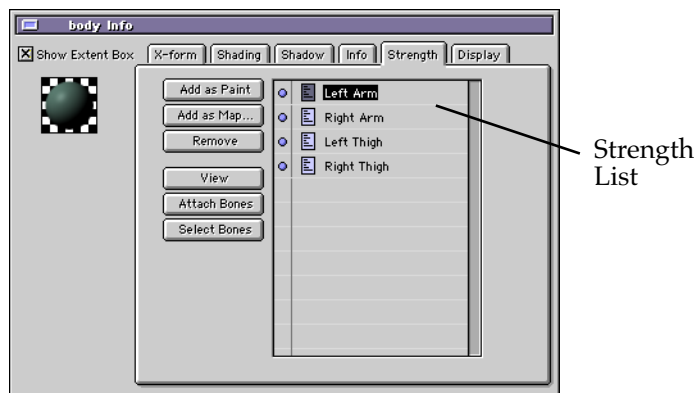 body Info
Show Extent Box
X-form
Shading
Shadow
Info
Strength
Display
Add as Paint
Add as Map...
Remove
View
Attach Bones
Select Bones
Left Arm
Right Arm
Left Thigh
Right Thigh
Strength
List